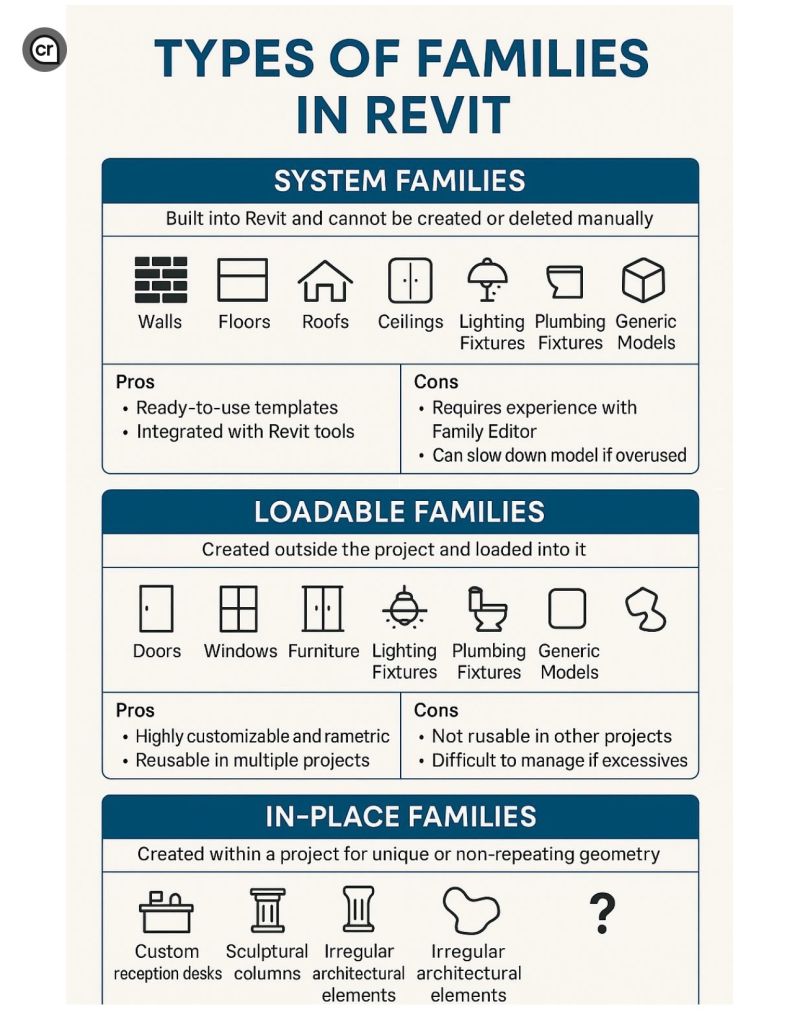 cr
TYPES OF FAMILIES
IN REVIT
SYSTEM FAMILIES
Built into Revit and cannot be created or deleted manually
Walls
Floors
Roofs
Ceilings
Lighting
Fixtures
Plumbing
Fixtures
Generic
Models
Pros
• Ready-to-use templates
• Integrated with Revit tools
Cons
• Requires experience with
Family Editor
• Can slow down model if overused
LOADABLE FAMILIES
Created outside the project and loaded into it
Doors
Windows
Furniture
Lighting
Fixtures
Plumbing
Fixtures
Generic
Models
Pros
• Highly customizable and rametric
• Reusable in multiple projects
Cons
• Not rusable in other projects
• Difficult to manage if excessives
IN-PLACE FAMILIES
Created within a project for unique or non-repeating geometry
?
Custom
reception desks
Sculptural
columns
Irregular
architectural
elements
Irregular
architectural
elements